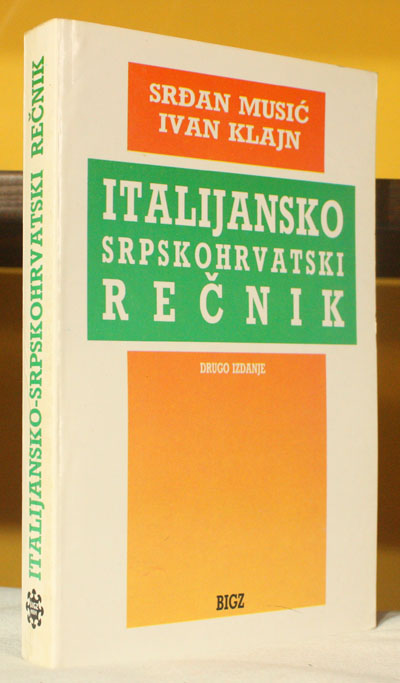 ITALIJANSKO-SRPSKOHRVATSKI REČNIK
SRĐAN MUSIĆ
IVAN KLAJN
ITALIJANSKO
SRPSKOHRVATSKI
REČNIK
DRUGO IZDANJE
BIGZ